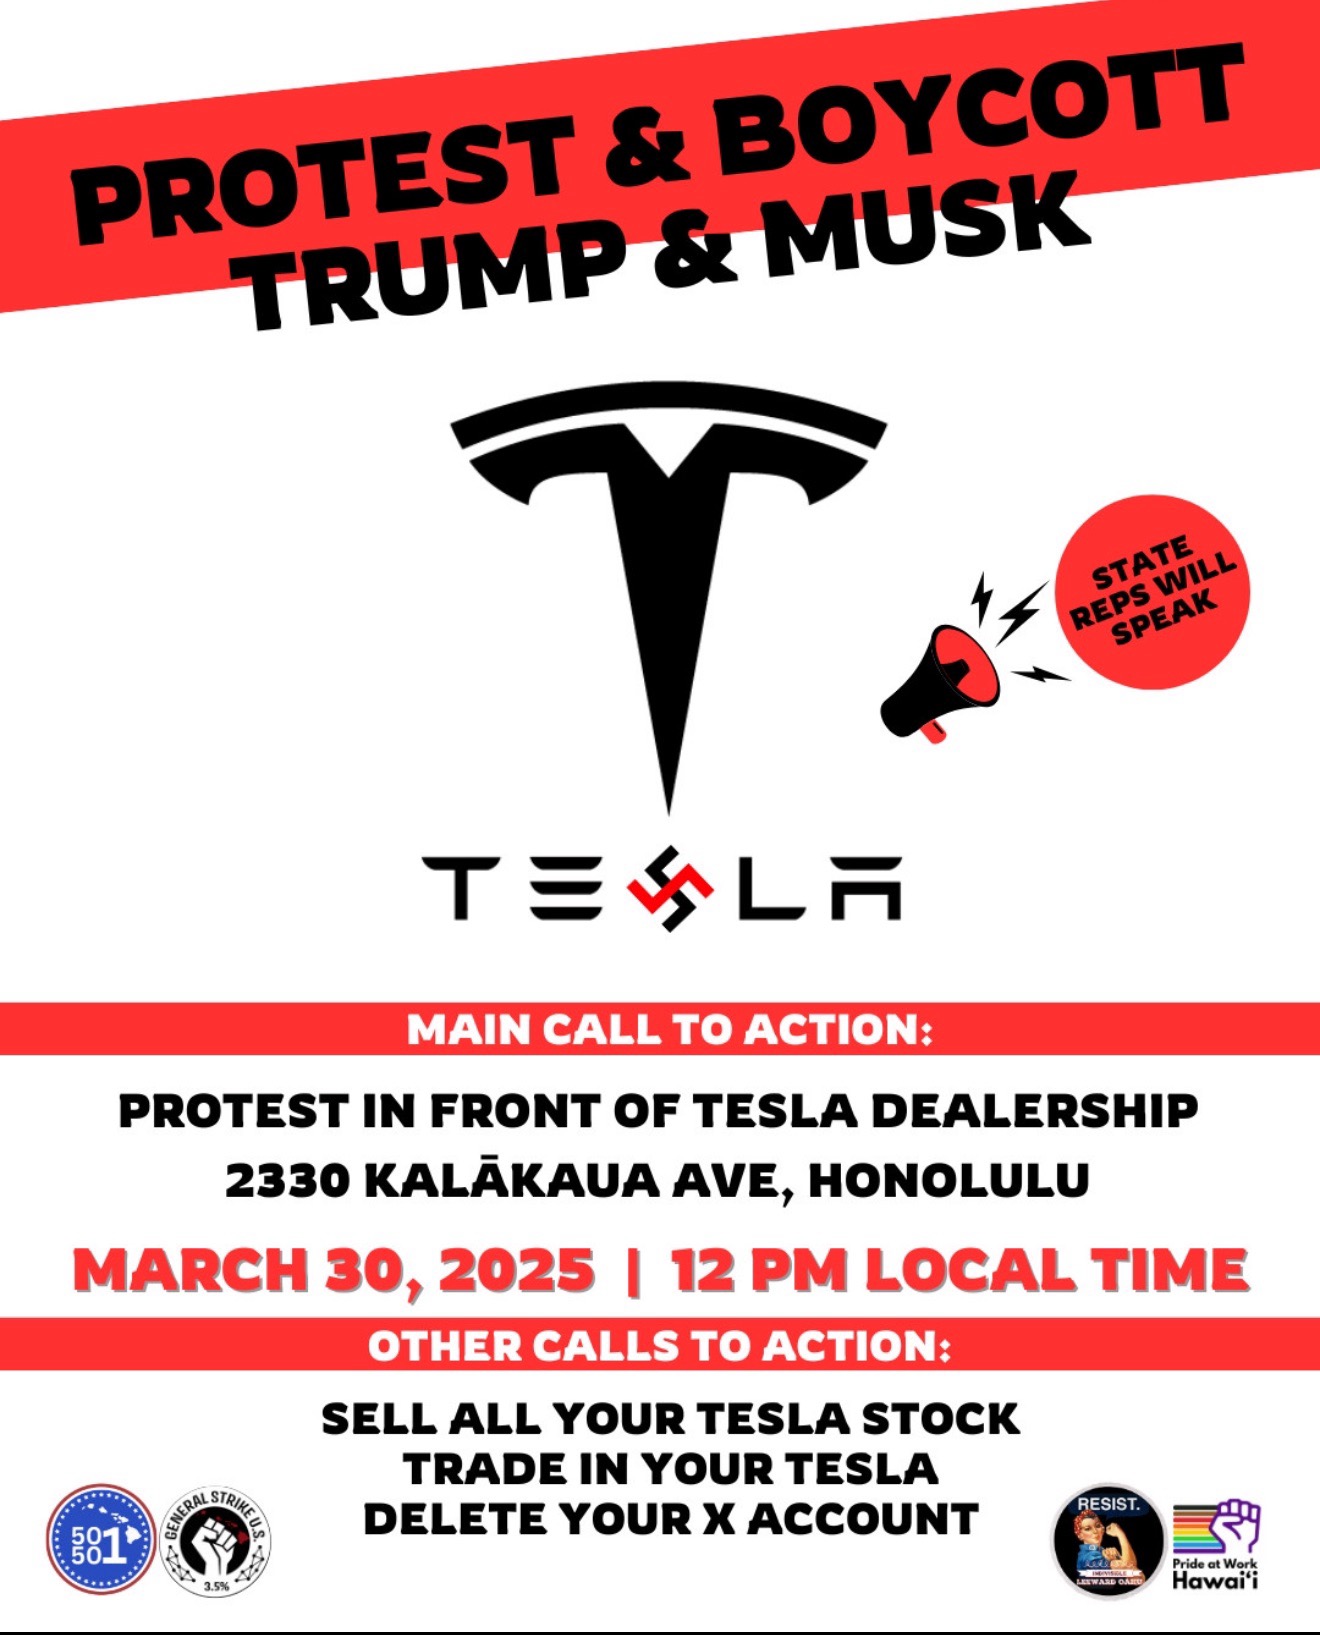 PROTEST & BOYCOTT
TRUMP & MUSK
STATE
REPS WILL
SPEAK
TESLA
MAIN CALL TO ACTION:
PROTEST IN FRONT OF TESLA DEALERSHIP
2330 KALĀKAUA AVE, HONOLULU
MARCH 30, 2025 | 12 PM LOCAL TIME
OTHER CALLS TO ACTION:
SELL ALL YOUR TESLA STOCK
TRADE IN YOUR TESLA
DELETE YOUR X ACCOUNT
50
50 1
GENERAL STRIKE U.S.
3.5%
RESIST.
INDIVISIBLE
LEEWARD OAHU
Pride at Work
Hawaiʻi